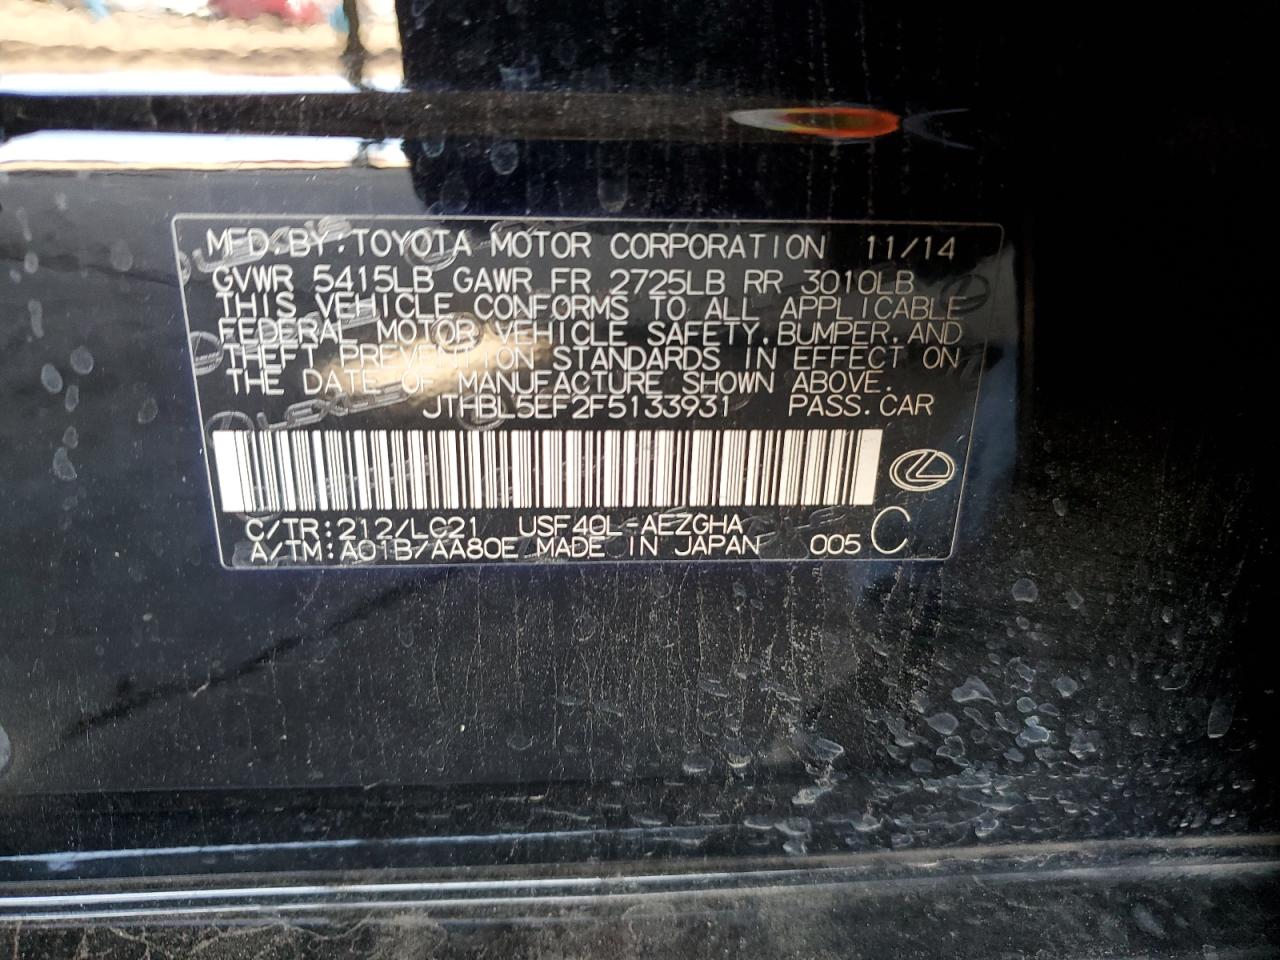 MFD.BY:TOYOTA MOTOR CORPORATION 11/14
GVWR 5415LB GAWR FR 2725LB RR 3010LB
THIS VEHICLE CONFORMS TO ALL APPLICABLE
FEDERAL MOTOR VEHICLE SAFETY,BUMPER,AND
THEFT PREVENTION STANDARDS IN EFFECT ON
THE DATE OF MANUFACTURE SHOWN ABOVE.
JTHBL5EF2F5133931 PASS.CAR
C/TR:212/LC21 USF40L-AEZGHA
A/TM:A01B/AA80E MADE IN JAPAN 005 C